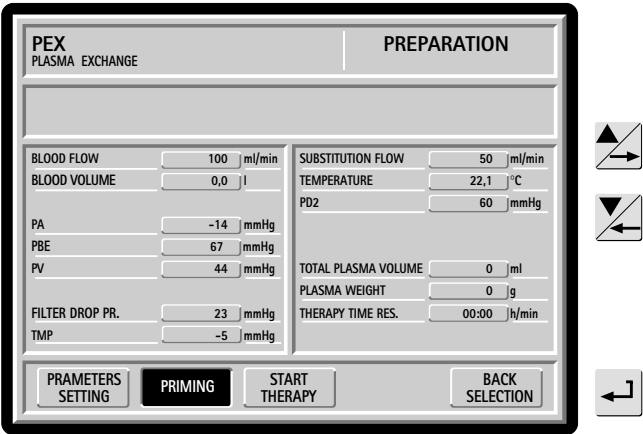 PEX
PLASMA EXCHANGE
PREPARATION
BLOOD FLOW 100 ml/min
BLOOD VOLUME 0,0 l
PA -14 mmHg
PBE 67 mmHg
PV 44 mmHg
FILTER DROP PR. 23 mmHg
TMP -5 mmHg
SUBSTITUTION FLOW 50 ml/min
TEMPERATURE 22,1 °C
PD2 60 mmHg
TOTAL PLASMA VOLUME 0 ml
PLASMA WEIGHT 0 g
THERAPY TIME RES. 00:00 h/min
PRAMETERS
SETTING
PRIMING
START
THERAPY
BACK
SELECTION